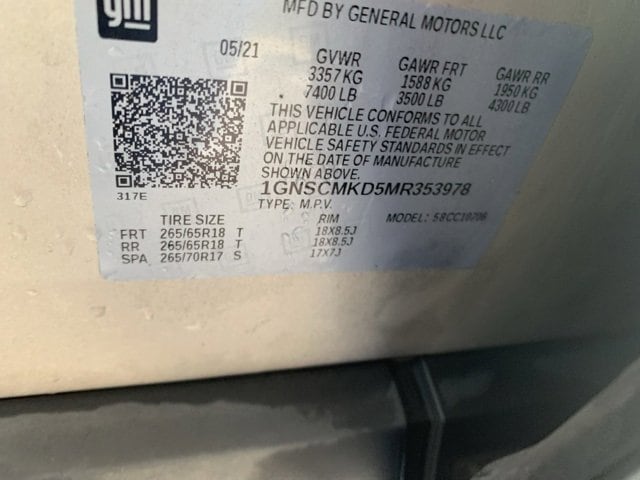 gm
MFD BY GENERAL MOTORS LLC
05/21 GVWR GAWR FRT GAWR RR
3357 KG 1588 KG 1950 KG
7400 LB 3500 LB 4300 LB
THIS VEHICLE CONFORMS TO ALL
APPLICABLE U.S. FEDERAL MOTOR
VEHICLE SAFETY STANDARDS IN EFFECT
ON THE DATE OF MANUFACTURE
SHOWN ABOVE.
317E 1GNSCMKD5MR353978
TYPE: M.P.V. MODEL: 58CC10706
TIRE SIZE RIM
FRT 265/65R18 T 18X8.5J
RR 265/65R18 T 18X8.5J
SPA 265/70R17 S 17X7J